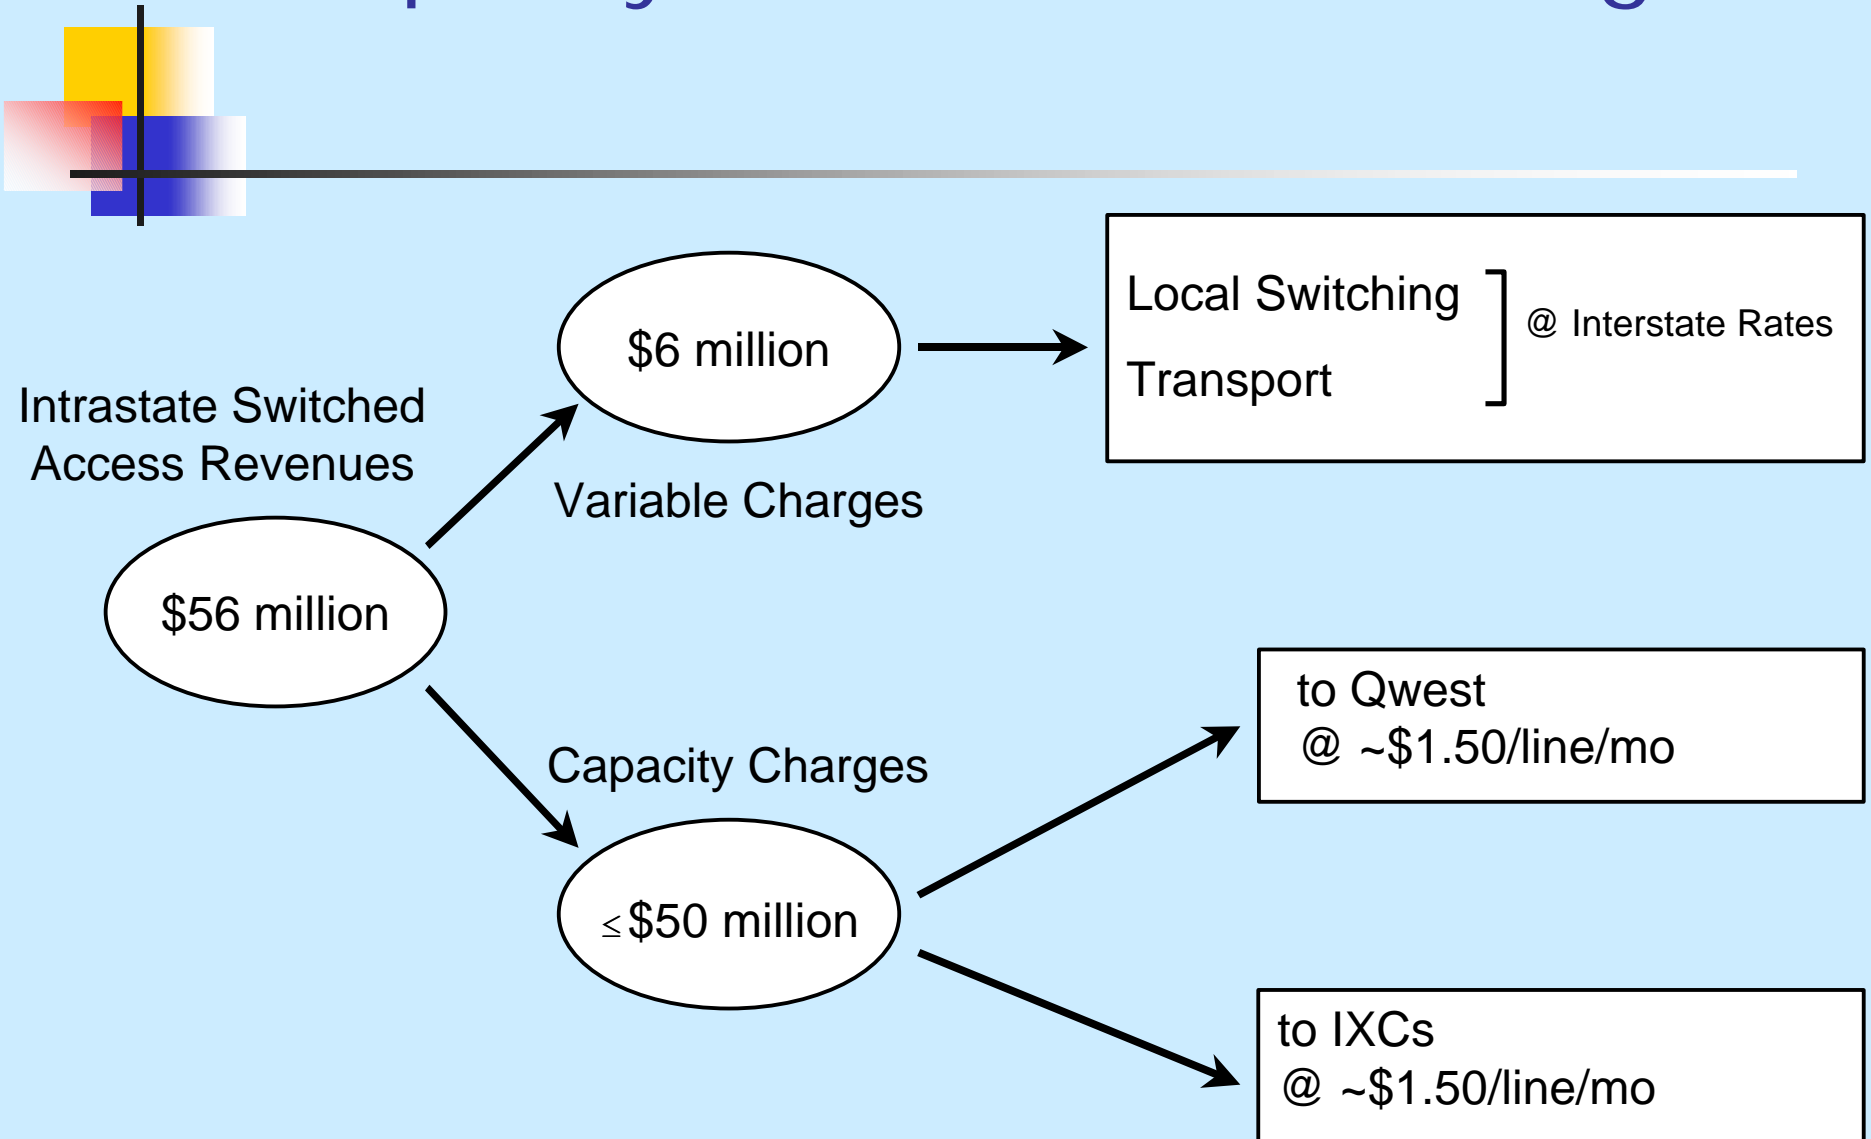 Intrastate Switched
Access Revenues
$56 million
$6 million
Variable Charges
Local Switching
Transport
@ Interstate Rates
Capacity Charges
≤$50 million
to Qwest
@ ~$1.50/line/mo
to IXCs
@ ~$1.50/line/mo